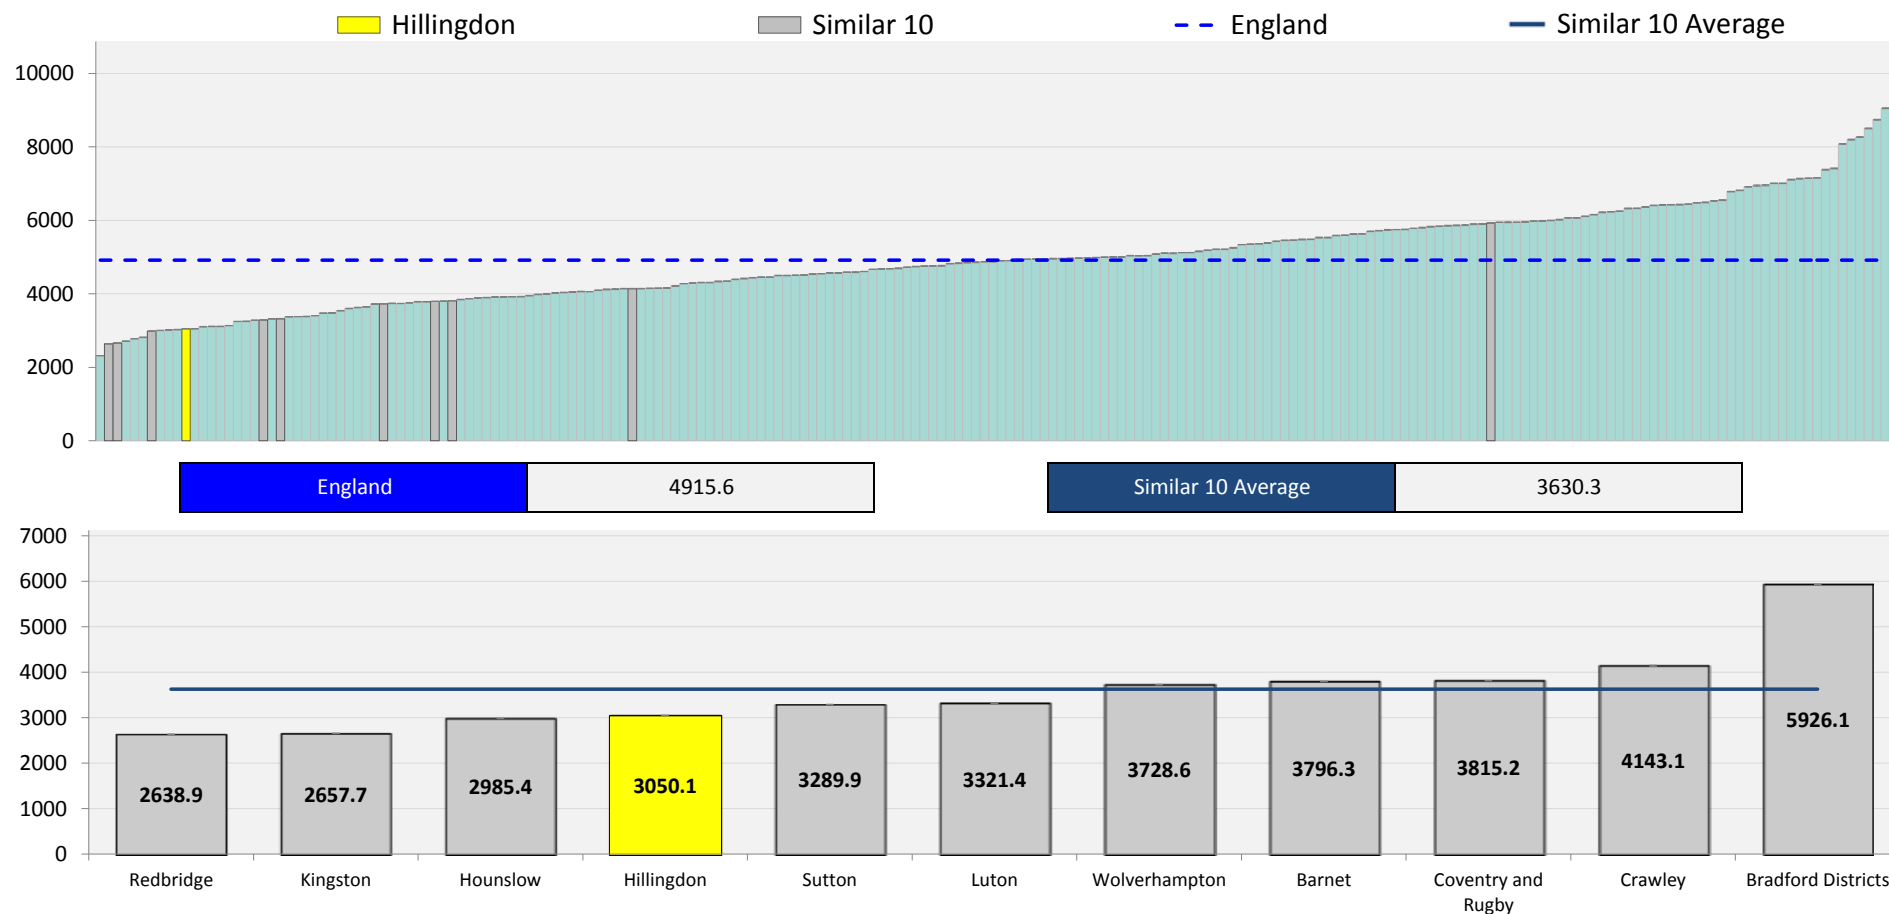 Hillingdon
Similar 10
England
Similar 10 Average
10000
8000
6000
4000
2000
0
England
4915.6
Similar 10 Average
3630.3
7000
6000
5000
4000
3000
2000
1000
0
2638.9
2657.7
2985.4
3050.1
3289.9
3321.4
3728.6
3796.3
3815.2
4143.1
5926.1
Redbridge
Kingston
Hounslow
Hillingdon
Sutton
Luton
Wolverhampton
Barnet
Coventry and
Rugby
Crawley
Bradford Districts